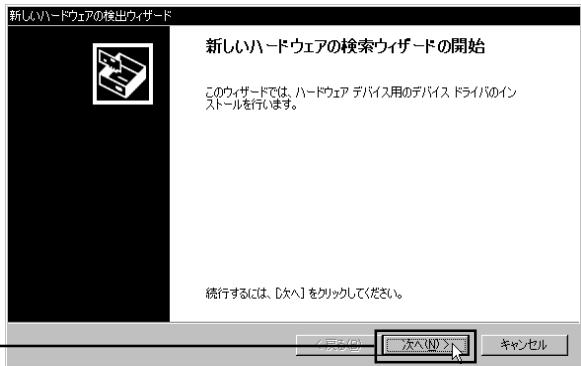 新しいハードウェアの検出ウィザード
新しいハードウェアの検索ウィザードの開始
このウィザードでは、ハードウェア デバイス用のデバイス ドライバのイン
ストールを行います。
続行するには、[次へ] をクリックしてください。
< 戻る(B)
次へ(N) >
キャンセル